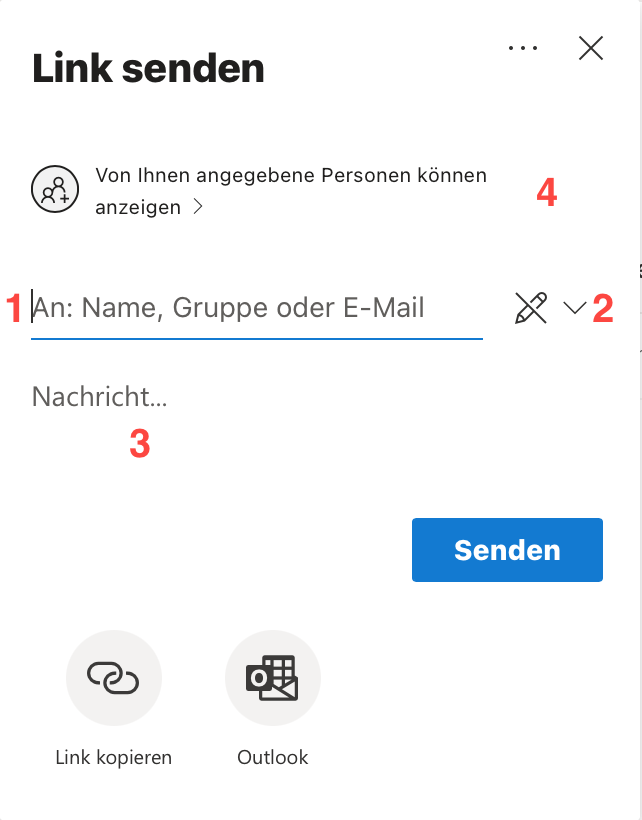 Link senden
Von Ihnen angegebene Personen können
anzeigen
4
1
An: Name, Gruppe oder E-Mail
2
Nachricht...
3
Senden
O
Link kopieren
Outlook